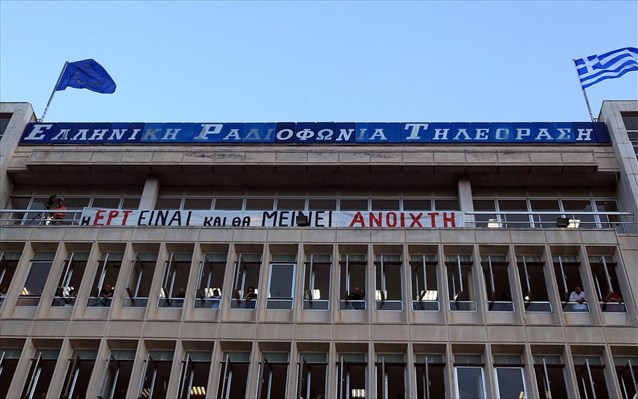 ΕΛΛΗΝΙΚΗ ΡΑΔΙΟΦΩΝΙΑ ΤΗΛΕΟΡΑΣΗ
Η ΕΡΤ ΕΙΝΑΙ ΚΑΙ ΘΑ ΜΕΙΝΕΙ ΑΝΟΙΧΤΗ